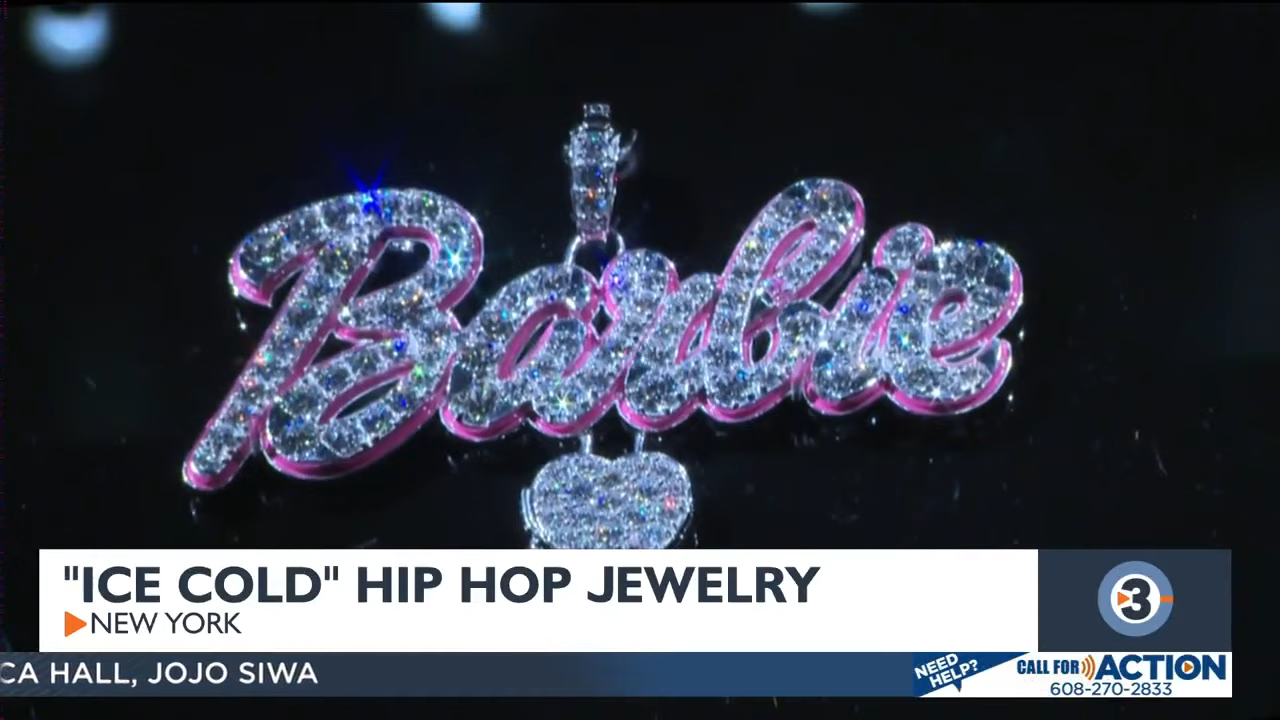 Barbie
"ICE COLD" HIP HOP JEWELRY
NEW YORK
3
CA HALL, JOJO SIWA
NEED HELP?
CALL FOR ACTION
608-270-2833